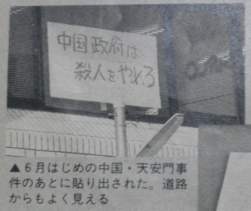 中国政府は
殺人をやめろ
▲6月はじめの中国・天安門事
件のあとに貼り出された。道路
からもよく見える